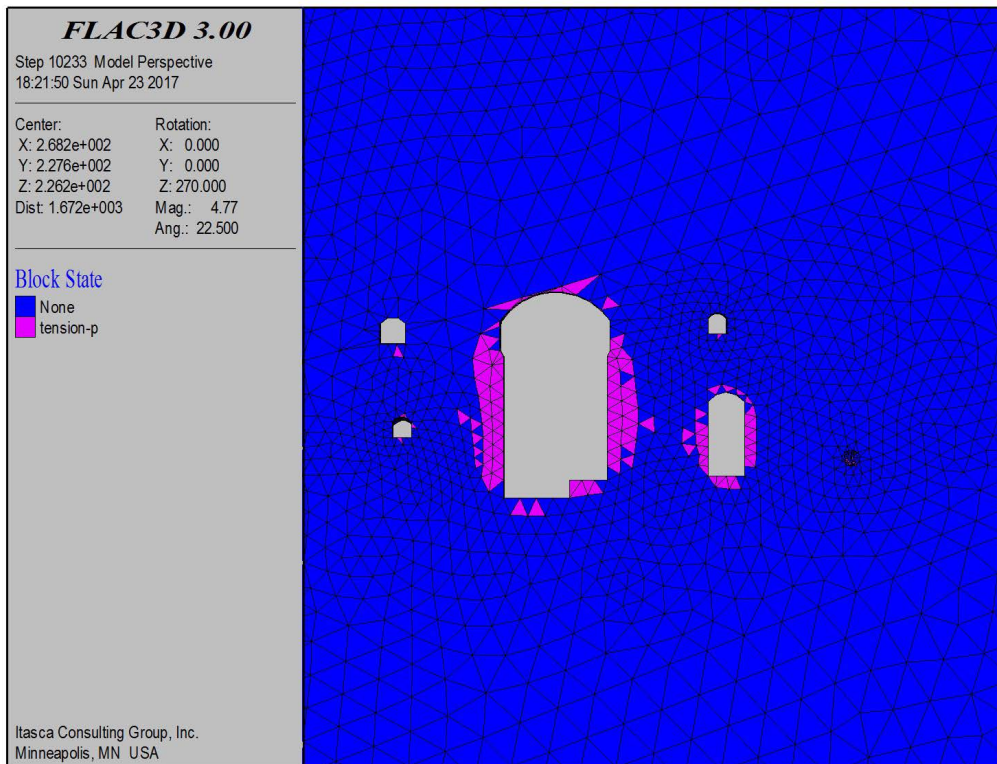 FLAC3D 3.00
Step 10233 Model Perspective
18:21:50 Sun Apr 23 2017
Center: Rotation:
X: 2.682e+002 X: 0.000
Y: 2.276e+002 Y: 0.000
Z: 2.262e+002 Z: 270.000
Dist: 1.672e+003 Mag.: 4.77
Ang.: 22.500
Block State
None
tension-p
Itasca Consulting Group, Inc.
Minneapolis, MN USA